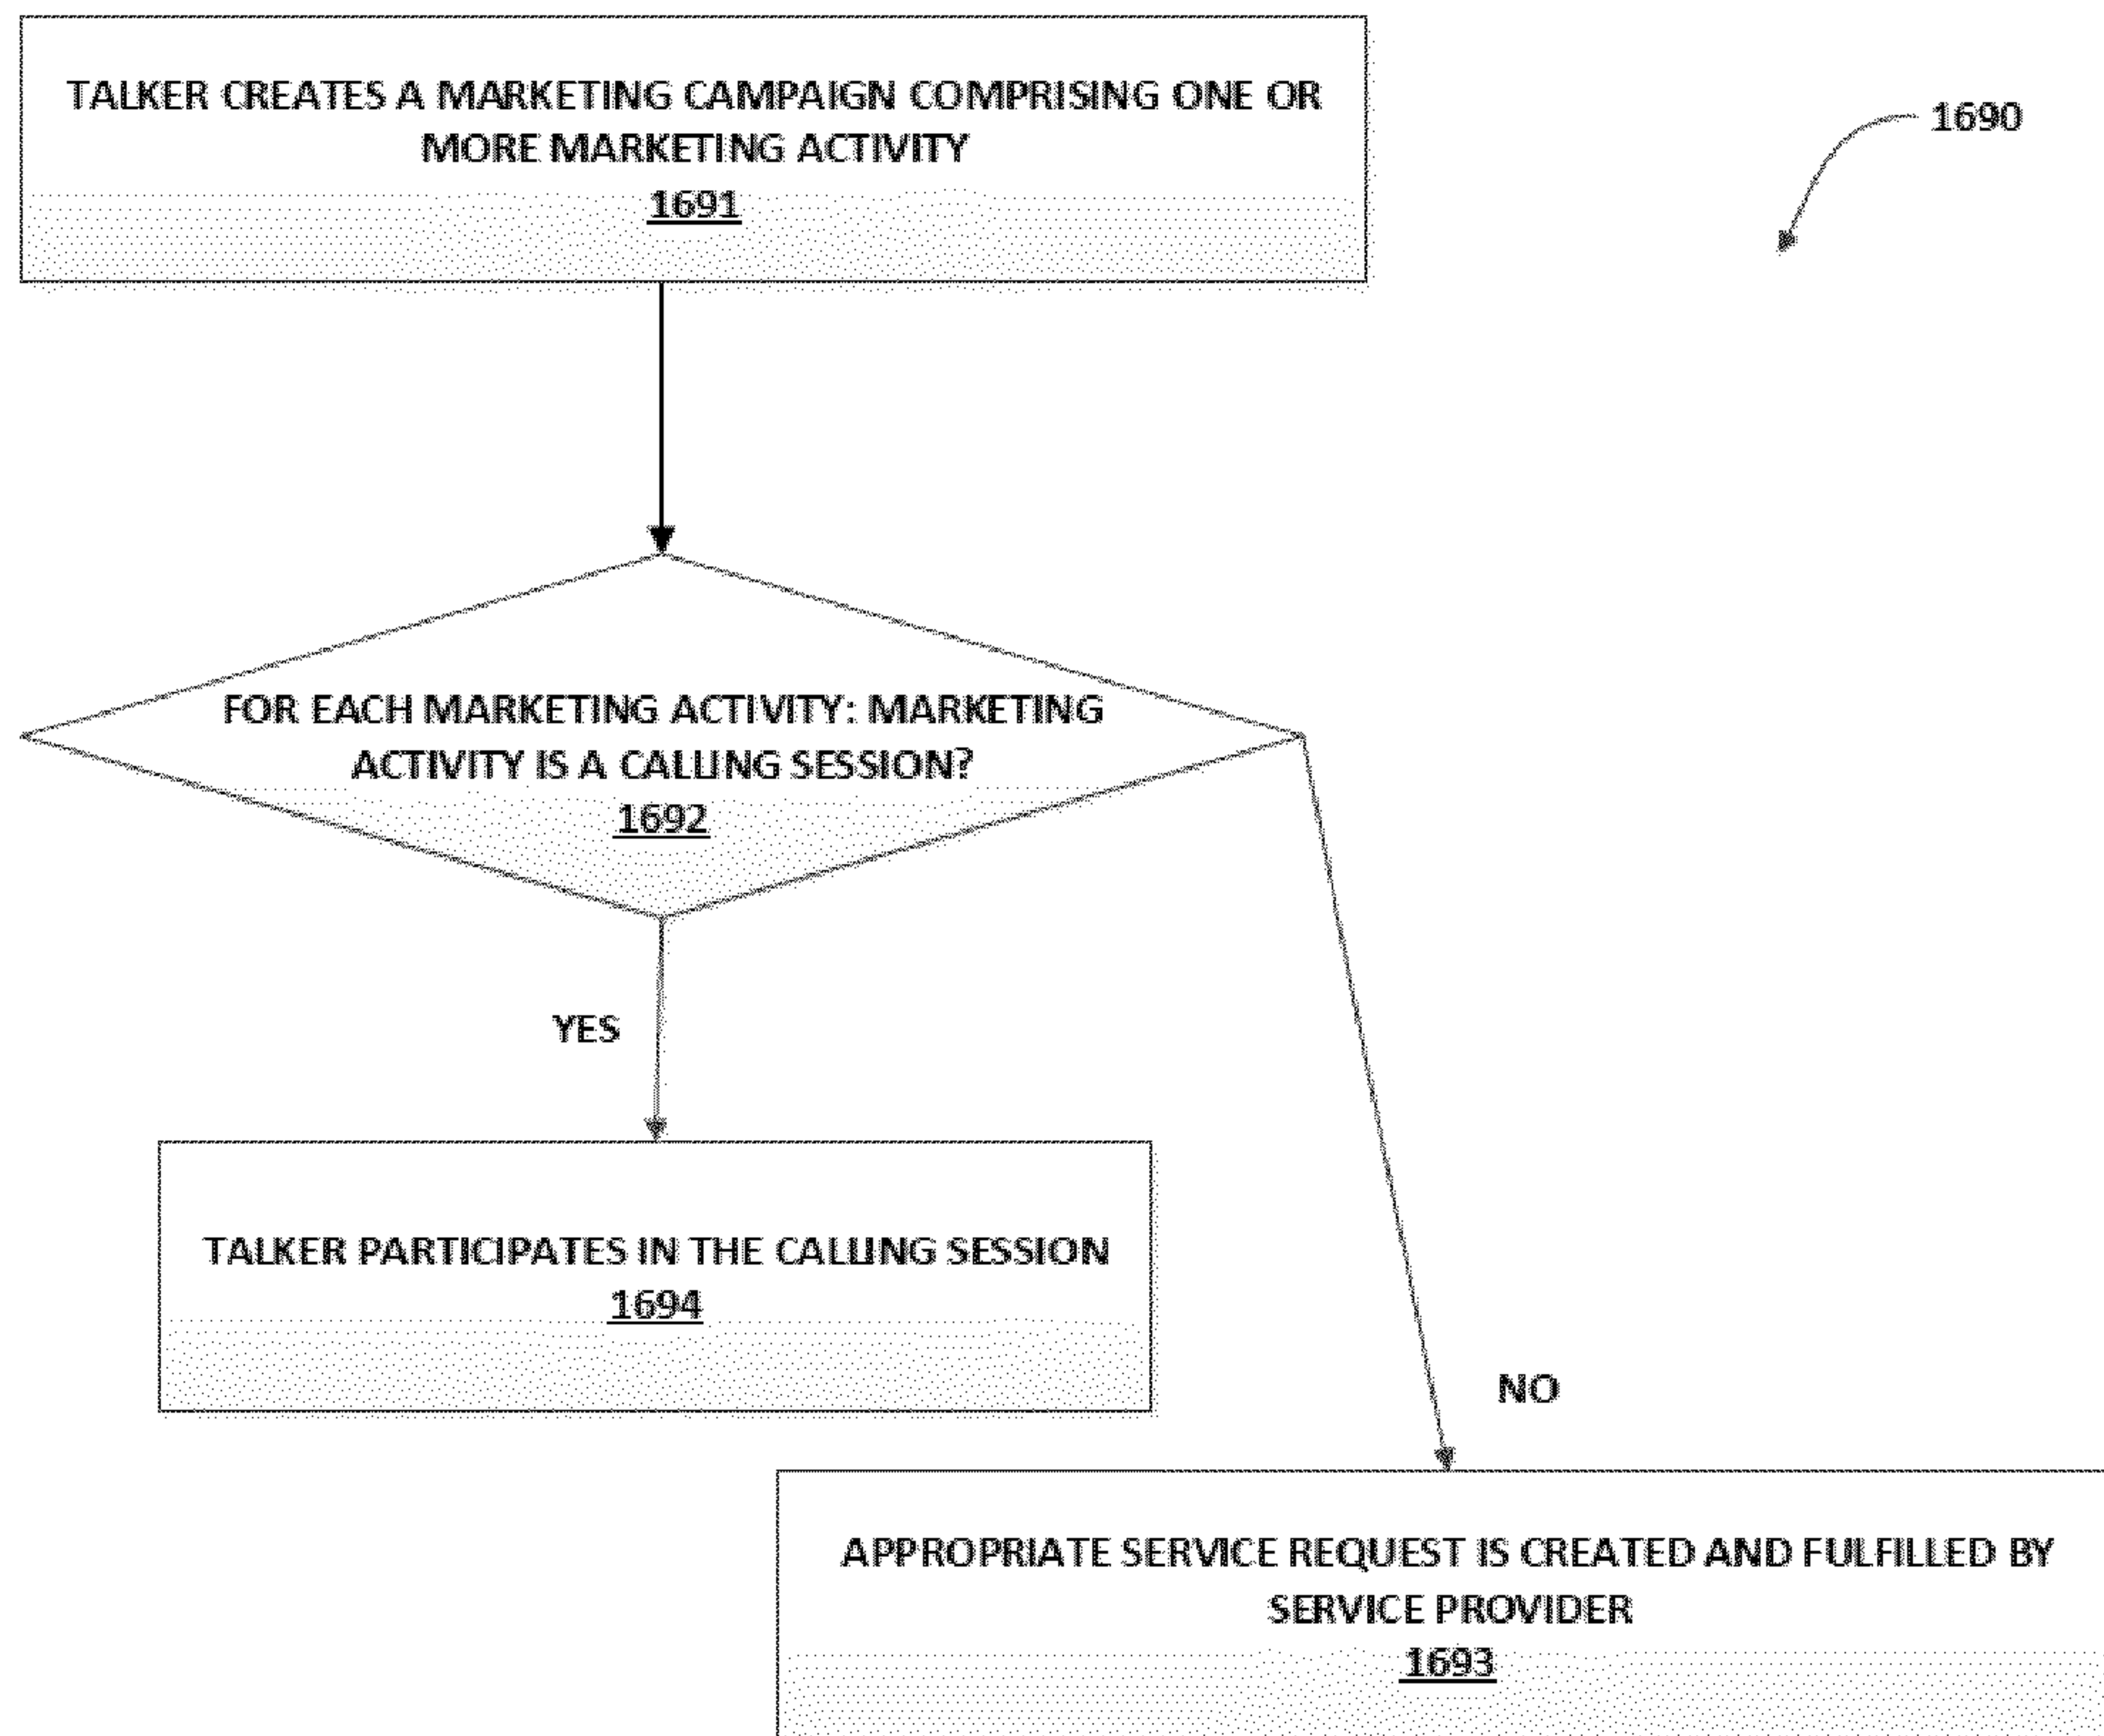 TALKER CREATES A MARKETING CAMPAIGN COMPRISING ONE OR
MORE MARKETING ACTIVITY
1691
1690
FOR EACH MARKETING ACTIVITY: MARKETING
ACTIVITY IS A CALLING SESSION?
1692
YES
TALKER PARTICIPATES IN THE CALLING SESSION
1694
NO
APPROPRIATE SERVICE REQUEST IS CREATED AND FULFILLED BY
SERVICE PROVIDER
1693